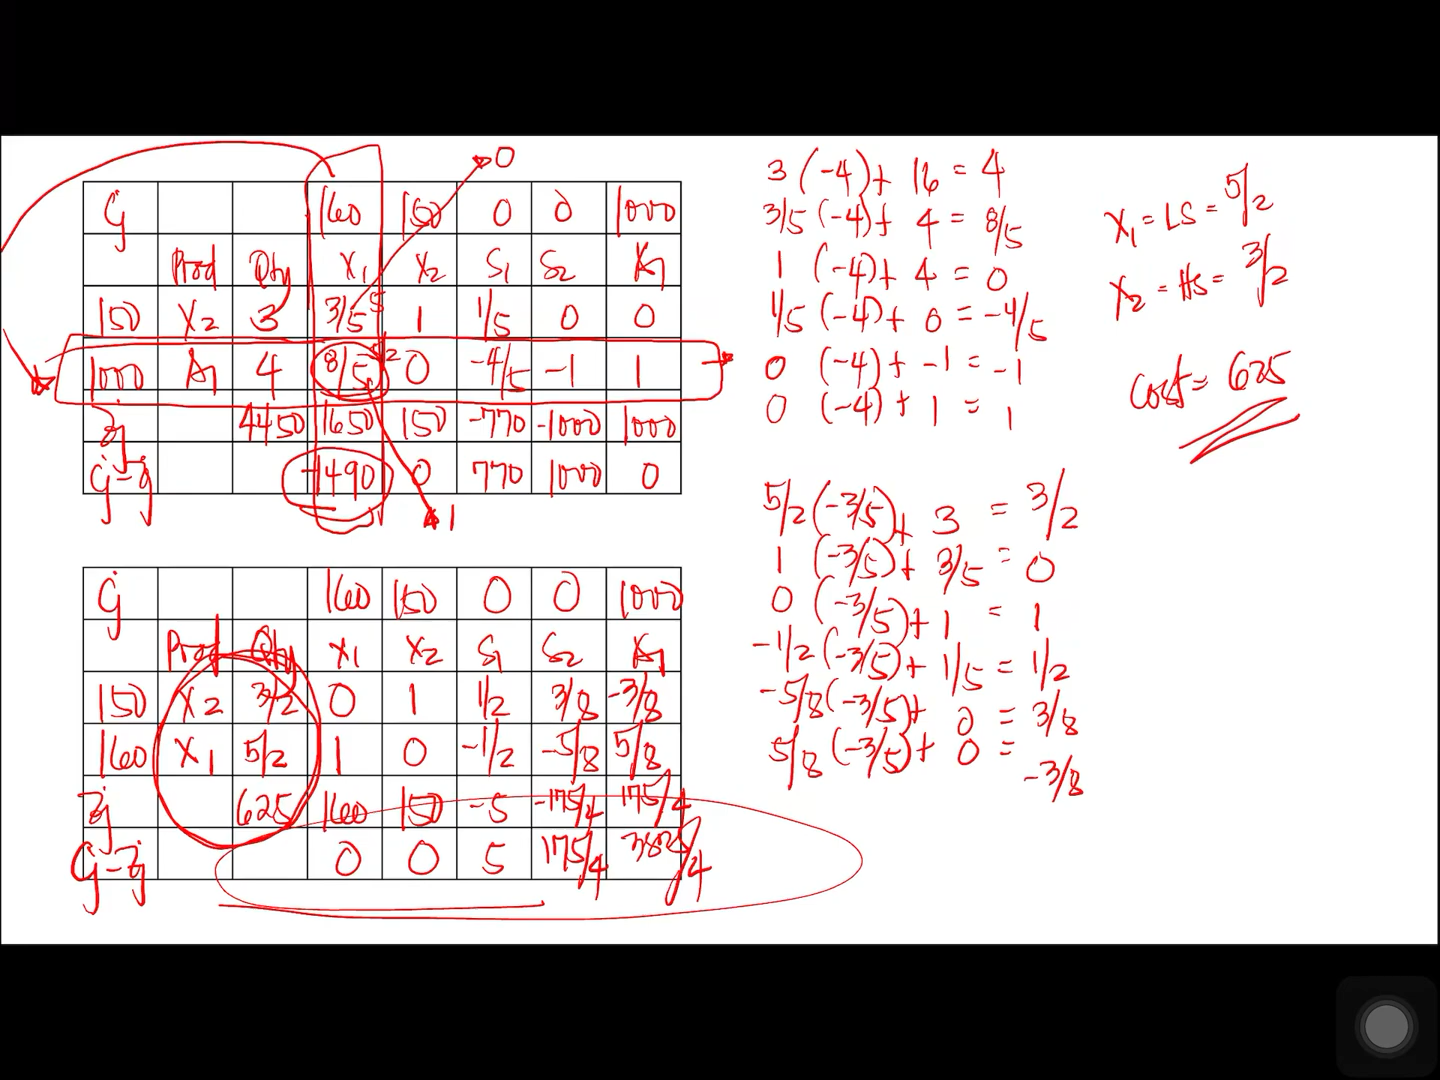 Cj 160 150 0 0 1000
Prod Qty X1 X2 S1 S2 A1
150 X2 3 3/5 1 1/5 0 0
1000 A1 4 8/5 0 -4/5 -1 1
Zj 4450 1650 150 -770 -1000 1000
Cj-Zj -1490 0 770 1000 0
0
5
2
1
Cj 160 150 0 0 1000
Prod Qty X1 X2 S1 S2 A1
150 X2 3/2 0 1 1/2 3/8 -3/8
160 X1 5/2 1 0 -1/2 -5/8 5/8
Zj 625 160 150 -5 -175/4 175/4
Cj-Zj 0 0 5 175/4 3825/4
3 (-4) + 16 = 4
3/5 (-4) + 4 = 8/5
1 (-4) + 4 = 0
1/5 (-4) + 0 = -4/5
0 (-4) + -1 = -1
0 (-4) + 1 = 1
5/2 (-3/5) + 3 = 3/2
1 (-3/5) + 3/5 = 0
0 (-3/5) + 1 = 1
-1/2 (-3/5) + 1/5 = 1/2
-5/8 (-3/5) + 0 = 3/8
5/8 (-3/5) + 0 = -3/8
X1 = LS = 5/2
X2 = HS = 3/2
Cost = 625